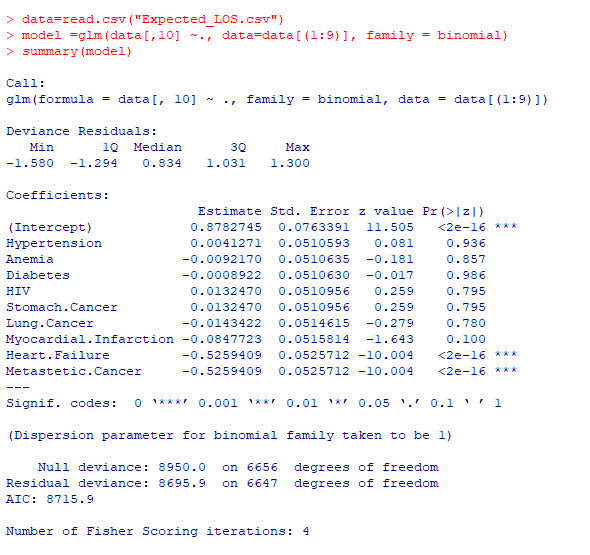 > data=read.csv("Expected_LOS.csv")
> model =glm(data[,10] ~., data=data[(1:9)], family = binomial)
> summary(model)
Call:
glm(formula = data[, 10] ~ ., family = binomial, data = data[(1:9)])
Deviance Residuals:
Min 1Q Median 3Q Max
-1.580 -1.294 0.834 1.031 1.300
Coefficients:
Estimate Std. Error z value Pr(>|z|)
(Intercept) 0.8782745 0.0763391 11.505 <2e-16 ***
Hypertension 0.0041271 0.0510593 0.081 0.936
Anemia -0.0092170 0.0510635 -0.181 0.857
Diabetes -0.0008922 0.0510630 -0.017 0.986
HIV 0.0132470 0.0510956 0.259 0.795
Stomach.Cancer 0.0132470 0.0510956 0.259 0.795
Lung.Cancer -0.0143422 0.0514615 -0.279 0.780
Myocardial.Infarction -0.0847723 0.0515814 -1.643 0.100
Heart.Failure -0.5259409 0.0525712 -10.004 <2e-16 ***
Metastetic.Cancer -0.5259409 0.0525712 -10.004 <2e-16 ***
---
Signif. codes: 0 ‘***’ 0.001 ‘**’ 0.01 ‘*’ 0.05 ‘.’ 0.1 ‘ ’ 1
(Dispersion parameter for binomial family taken to be 1)
Null deviance: 8950.0 on 6656 degrees of freedom
Residual deviance: 8695.9 on 6647 degrees of freedom
AIC: 8715.9
Number of Fisher Scoring iterations: 4